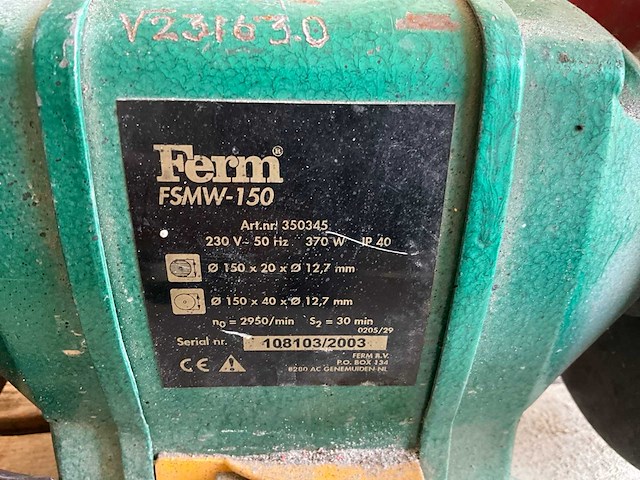 V23163.0
Ferm®
FSMW-150
Art.nr. 350345
230 V~ 50 Hz 370 W IP 40
Ø 150 x 20 x Ø 12,7 mm
Ø 150 x 40 x Ø 12,7 mm
n₀ = 2950/min S₂ = 30 min
0205/29
Serial nr. 108103/2003
FERM B.V.
P.O. BOX 134
8280 AC GENEMUIDEN-NL
CE